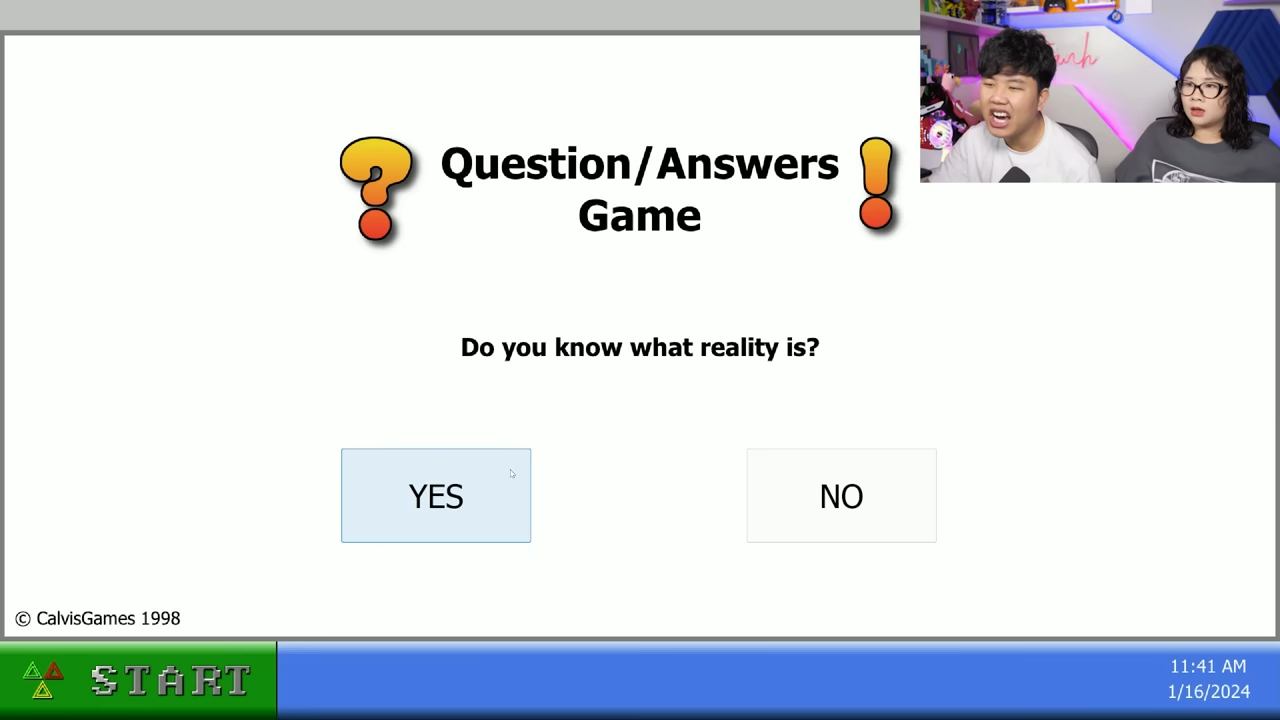 Question/Answers
Game
Do you know what reality is?
YES
NO
© CalvisGames 1998
START
11:41 AM
1/16/2024